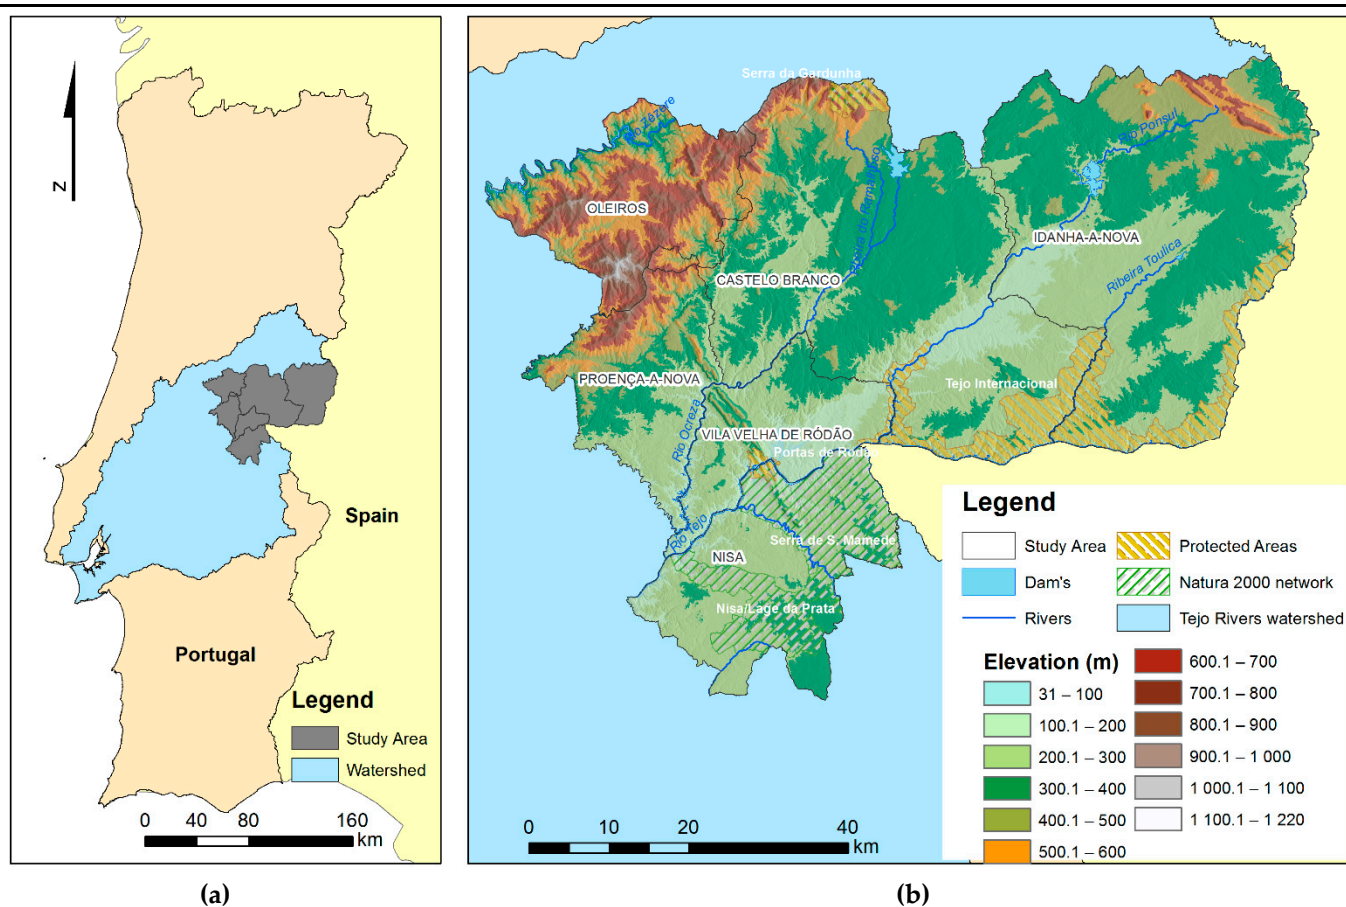 N
Spain
Portugal
Legend
Study Area
Watershed
0 40 80 160
km
(a)
Serra da Gardunha
Rio Zêzere
Rio Ponsul
OLEIROS
IDANHA-A-NOVA
Ribeira Toulica
CASTELO BRANCO
PROENÇA-A-NOVA
Tejo Internacional
Rio Ocreza
VILA VELHA DE RÓDÃO
Portas de Rodão
Rio Tejo
Serra de S. Mamede
NISA
Nisa/Lage da Prata
0 10 20 40
km
Legend
Study Area
Dam's
Rivers
Protected Areas
Natura 2000 network
Tejo Rivers watershed
Elevation (m)
31 – 100
100.1 – 200
200.1 – 300
300.1 – 400
400.1 – 500
500.1 – 600
600.1 – 700
700.1 – 800
800.1 – 900
900.1 – 1 000
1 000.1 – 1 100
1 100.1 – 1 220
(b)